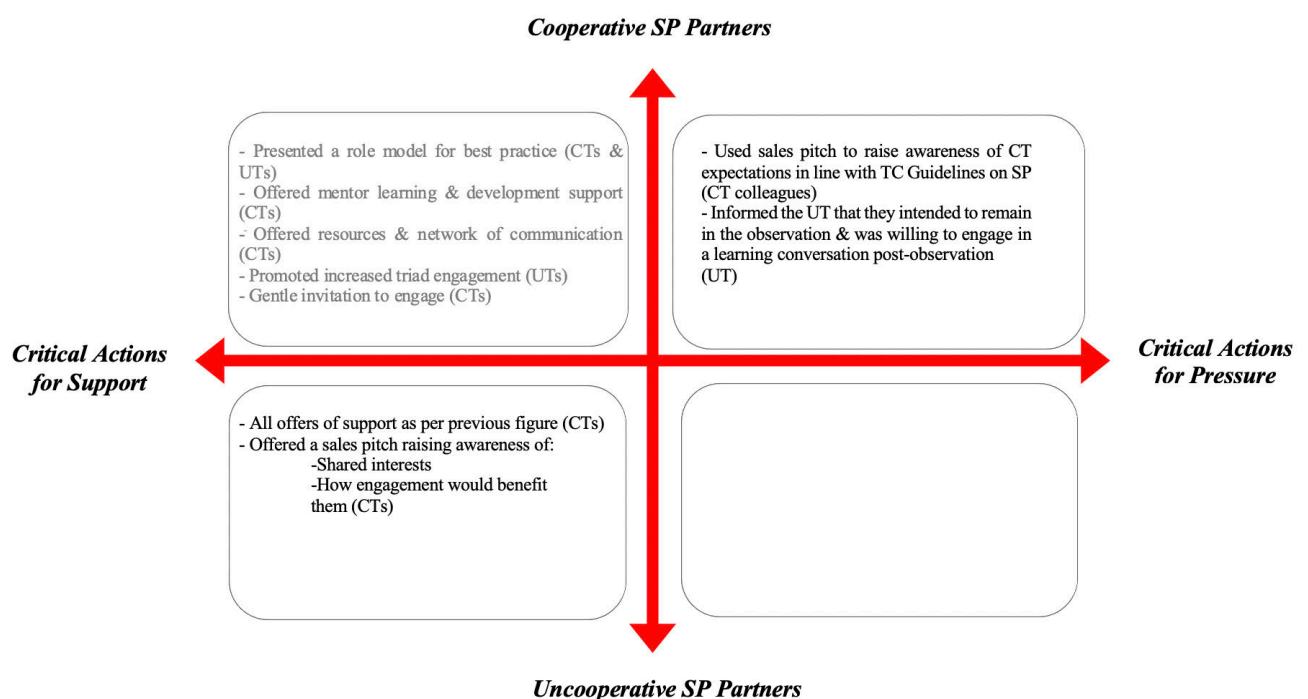 Cooperative SP Partners
- Presented a role model for best practice (CTs &
UTs)
- Offered mentor learning & development support
(CTs)
- Offered resources & network of communication
(CTs)
- Promoted increased triad engagement (UTs)
- Gentle invitation to engage (CTs)
- Used sales pitch to raise awareness of CT
expectations in line with TC Guidelines on SP
(CT colleagues)
- Informed the UT that they intended to remain
in the observation & was willing to engage in
a learning conversation post-observation
(UT)
Critical Actions
for Support
Critical Actions
for Pressure
- All offers of support as per previous figure (CTs)
- Offered a sales pitch raising awareness of:
-Shared interests
-How engagement would benefit
them (CTs)
Uncooperative SP Partners